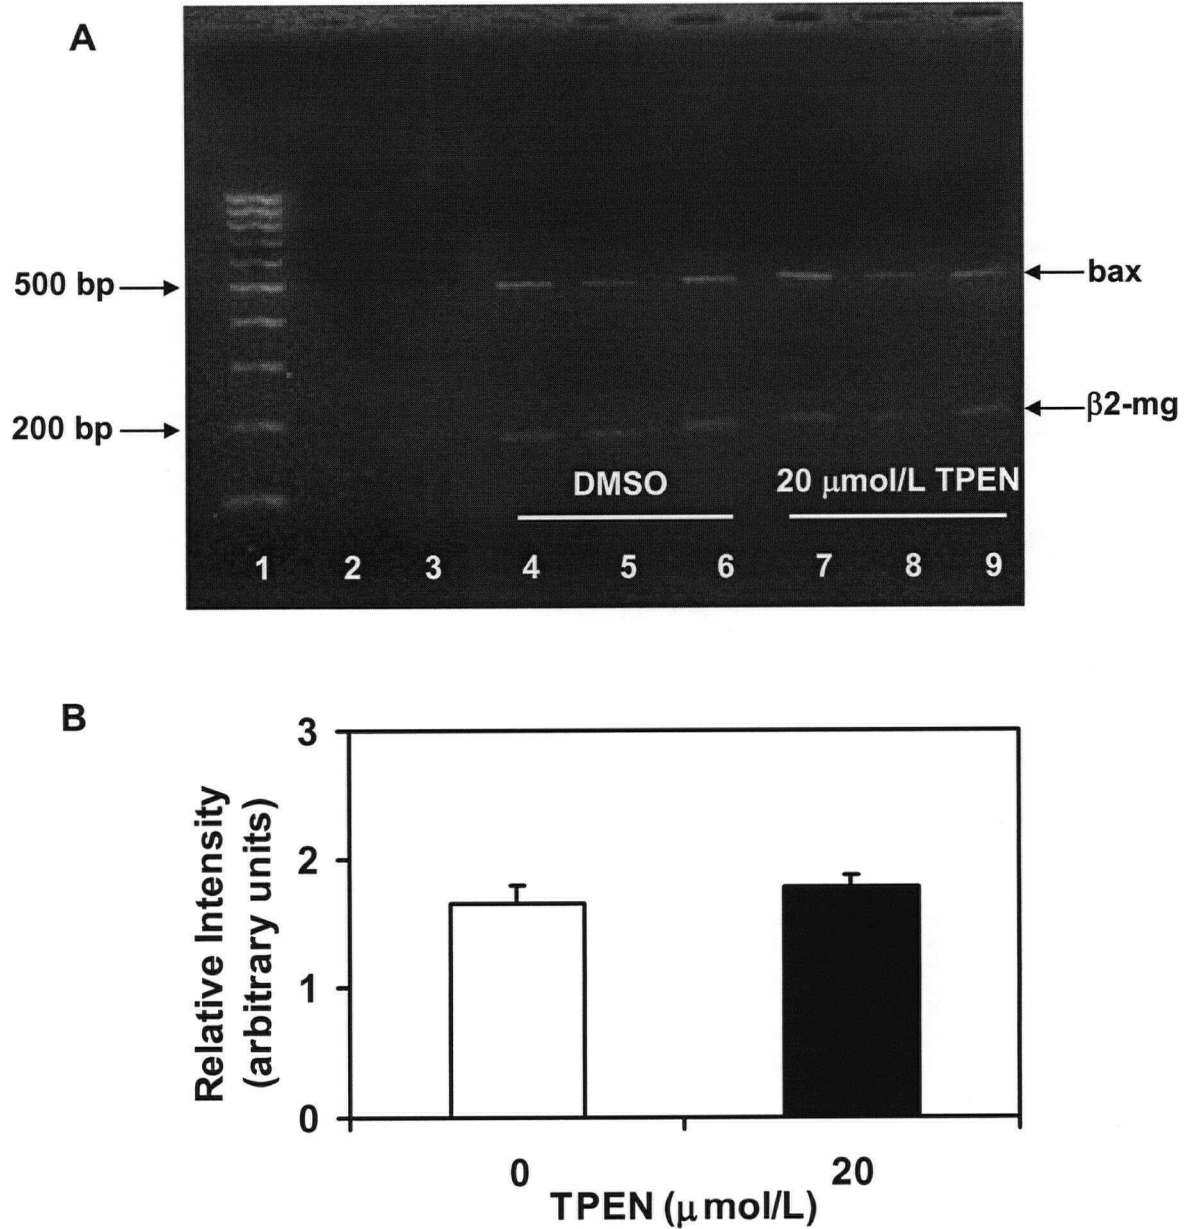 A
500 bp
bax
200 bp
β2-mg
DMSO
20 μmol/L TPEN
1 2 3 4 5 6 7 8 9
B
3
2
1
0
Relative Intensity
(arbitrary units)
0 20
TPEN (μ mol/L)